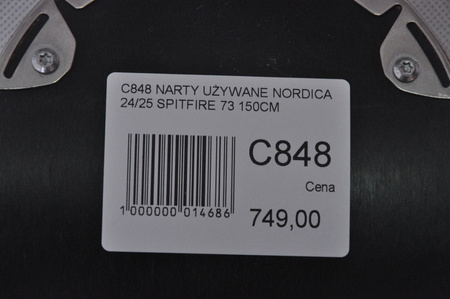 C848 NARTY UŻYWANE NORDICA
24/25 SPITFIRE 73 150CM
C848
Cena
1 000000 014686
749,00